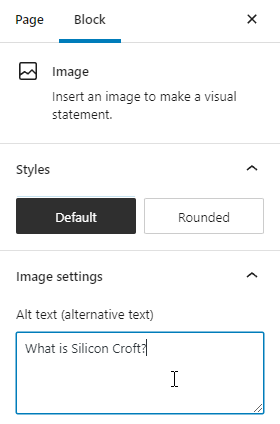 Page Block
Image
Insert an image to make a visual
statement.
Styles
Default Rounded
Image settings
Alt text (alternative text)
What is Silicon Croft?